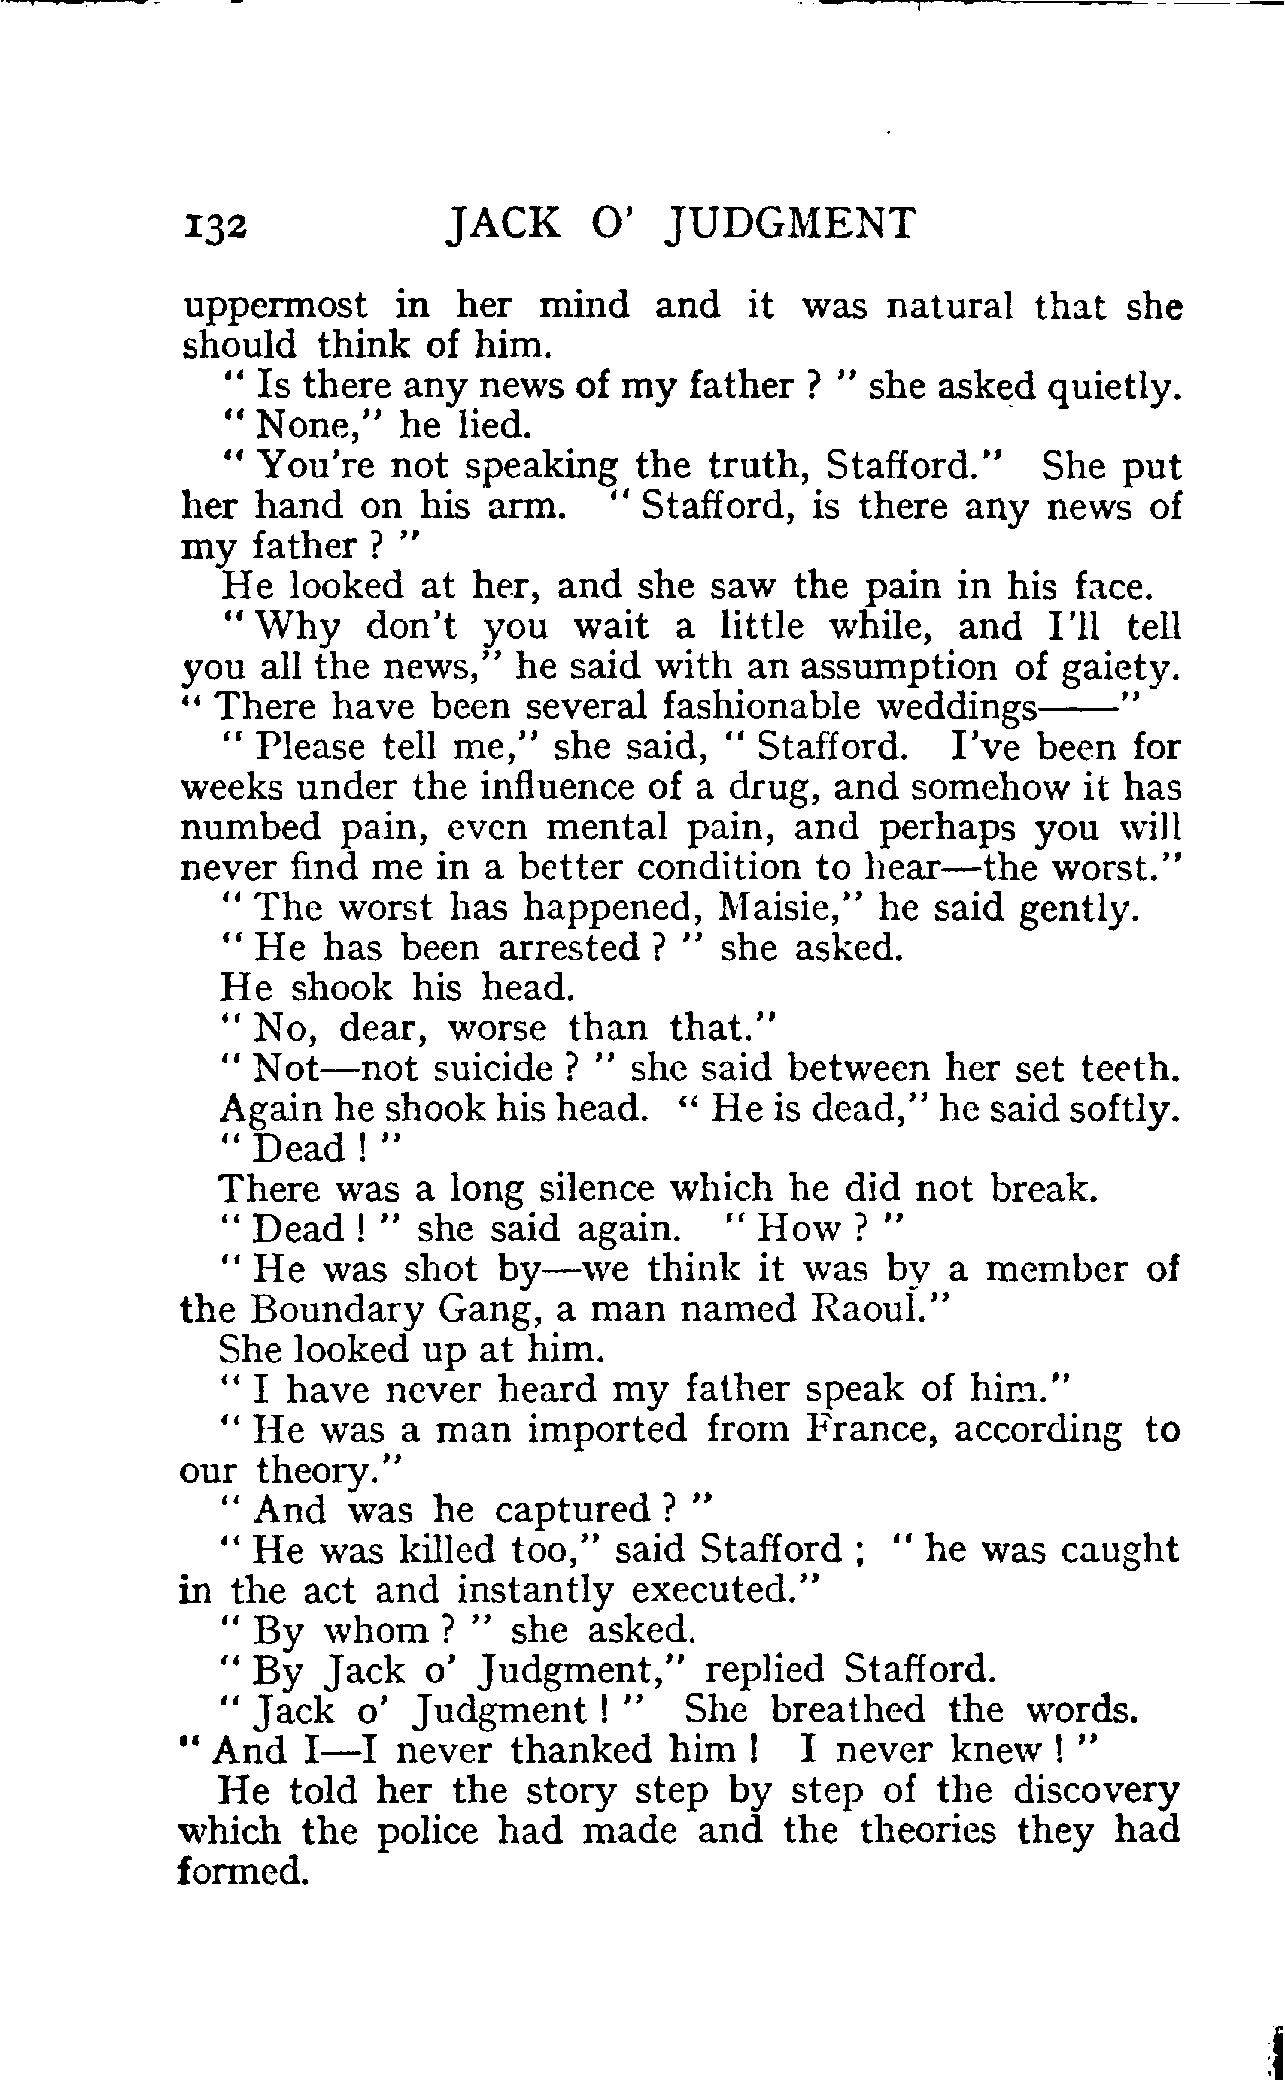 132 JACK O' JUDGMENT
uppermost in her mind and it was natural that she
should think of him.
" Is there any news of my father ? " she asked quietly.
" None," he lied.
" You're not speaking the truth, Stafford." She put
her hand on his arm. " Stafford, is there any news of
my father ? "
He looked at her, and she saw the pain in his face.
" Why don't you wait a little while, and I'll tell
you all the news," he said with an assumption of gaiety.
" There have been several fashionable weddings——"
" Please tell me," she said, " Stafford. I've been for
weeks under the influence of a drug, and somehow it has
numbed pain, even mental pain, and perhaps you will
never find me in a better condition to hear—the worst."
" The worst has happened, Maisie," he said gently.
" He has been arrested ? " she asked.
He shook his head.
" No, dear, worse than that."
" Not—not suicide ? " she said between her set teeth.
Again he shook his head. " He is dead," he said softly.
" Dead ! "
There was a long silence which he did not break.
" Dead ! " she said again. " How ? "
" He was shot by—we think it was by a member of
the Boundary Gang, a man named Raoul."
She looked up at him.
" I have never heard my father speak of him."
" He was a man imported from France, according to
our theory."
" And was he captured ? "
" He was killed too," said Stafford ; " he was caught
in the act and instantly executed."
" By whom ? " she asked.
" By Jack o' Judgment," replied Stafford.
" Jack o' Judgment ! " She breathed the words.
" And I—I never thanked him ! I never knew ! "
He told her the story step by step of the discovery
which the police had made and the theories they had
formed.